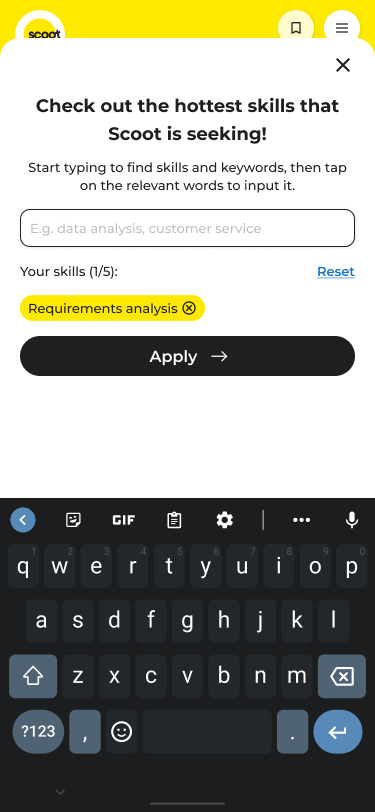 scoot
Check out the hottest skills that
Scoot is seeking!
Start typing to find skills and keywords, then tap
on the relevant words to input it.
E.g. data analysis, customer service
Your skills (1/5):
Reset
Requirements analysis
Apply
GIF
1 2 3 4 5 6 7 8 9 0
q w e r t y u i o p
a s d f g h j k l
z x c v b n m
?123 , .